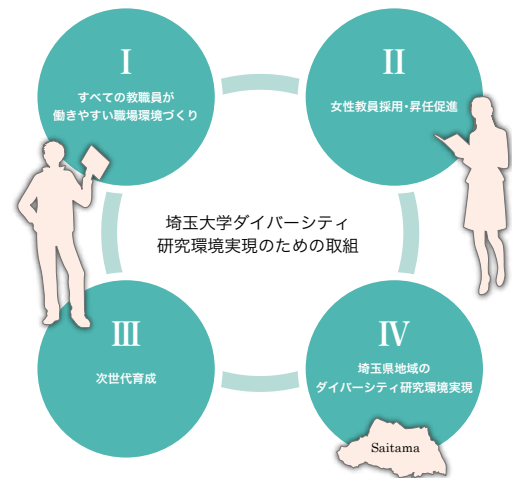 Ⅰ
すべての教職員が
働きやすい職場環境づくり
Ⅱ
女性教員採用・昇任促進
埼玉大学ダイバーシティ
研究環境実現のための取組
Ⅲ
次世代育成
Ⅳ
埼玉県地域の
ダイバーシティ研究環境実現
Saitama